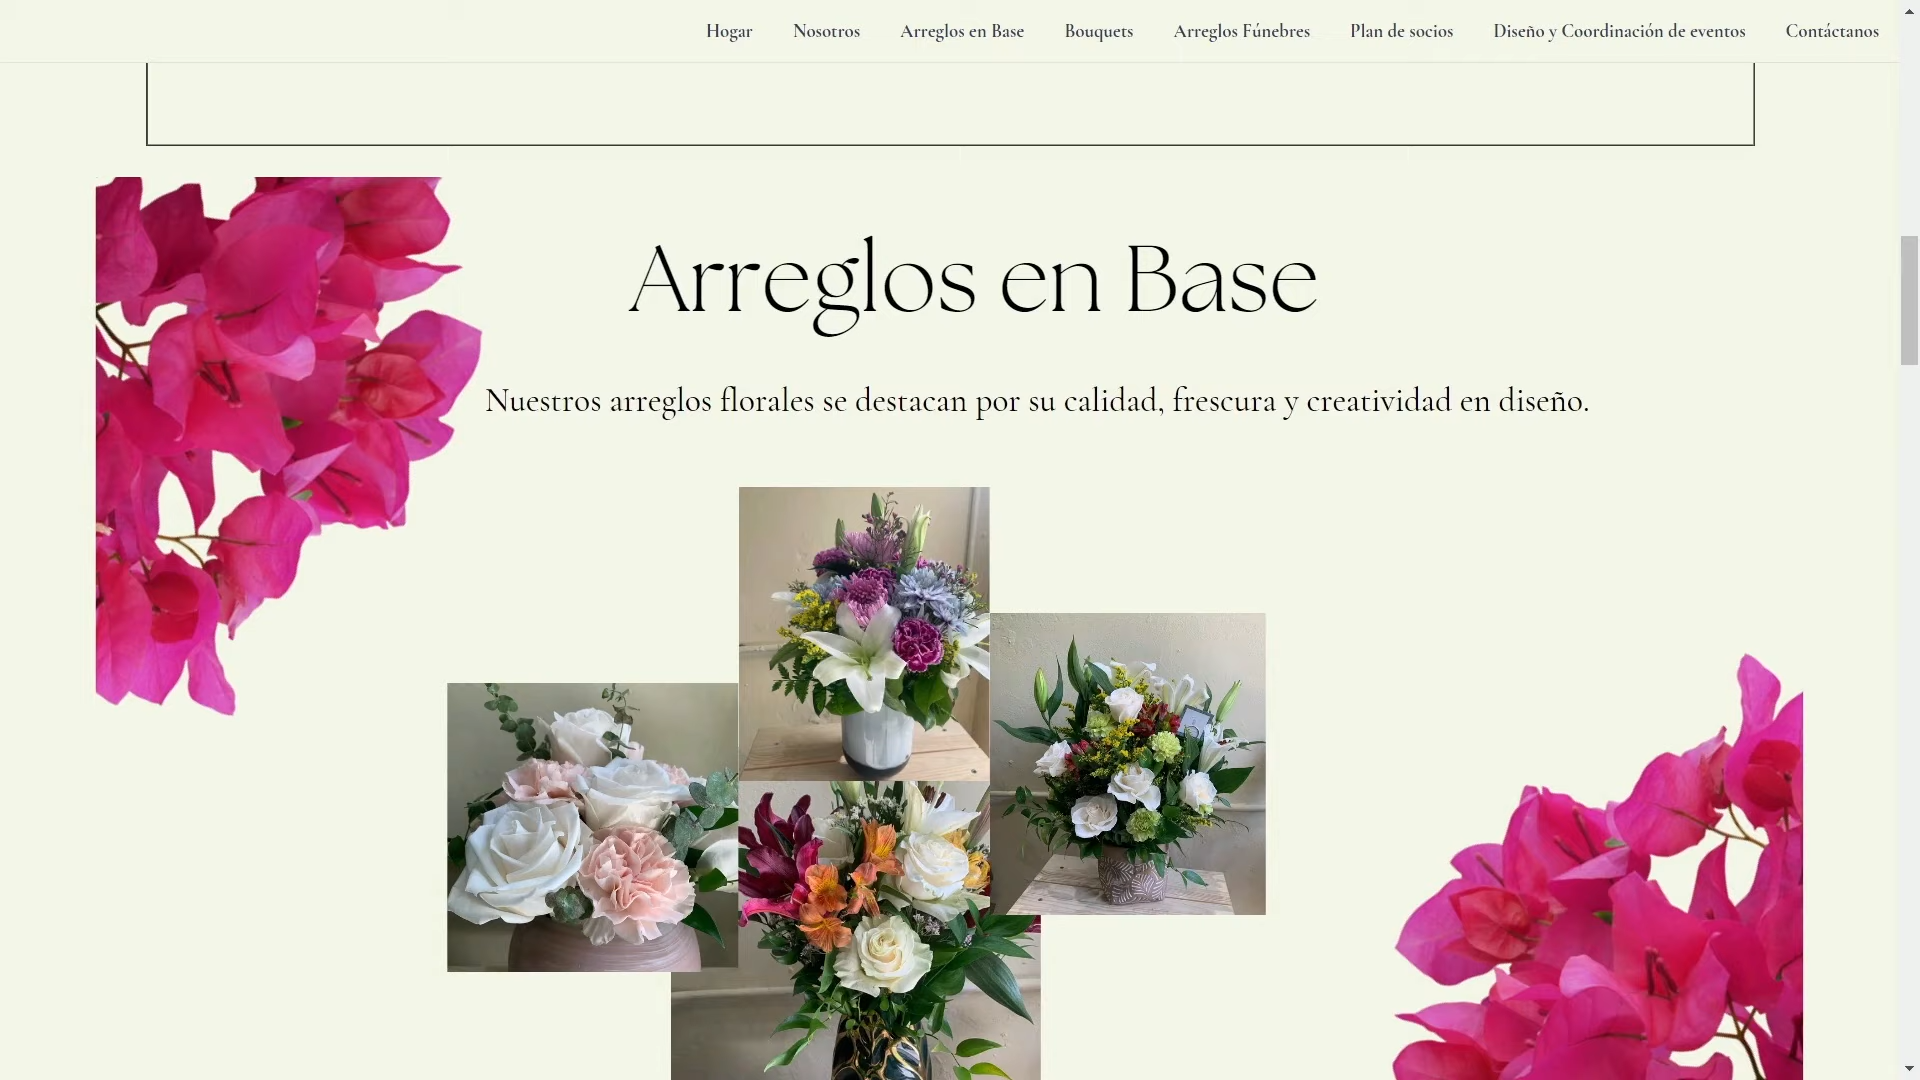 Hogar Nosotros Arreglos en Base Bouquets Arreglos Fúnebres Plan de socios Diseño y Coordinación de eventos Contáctanos
Arreglos en Base
Nuestros arreglos florales se destacan por su calidad, frescura y creatividad en diseño.